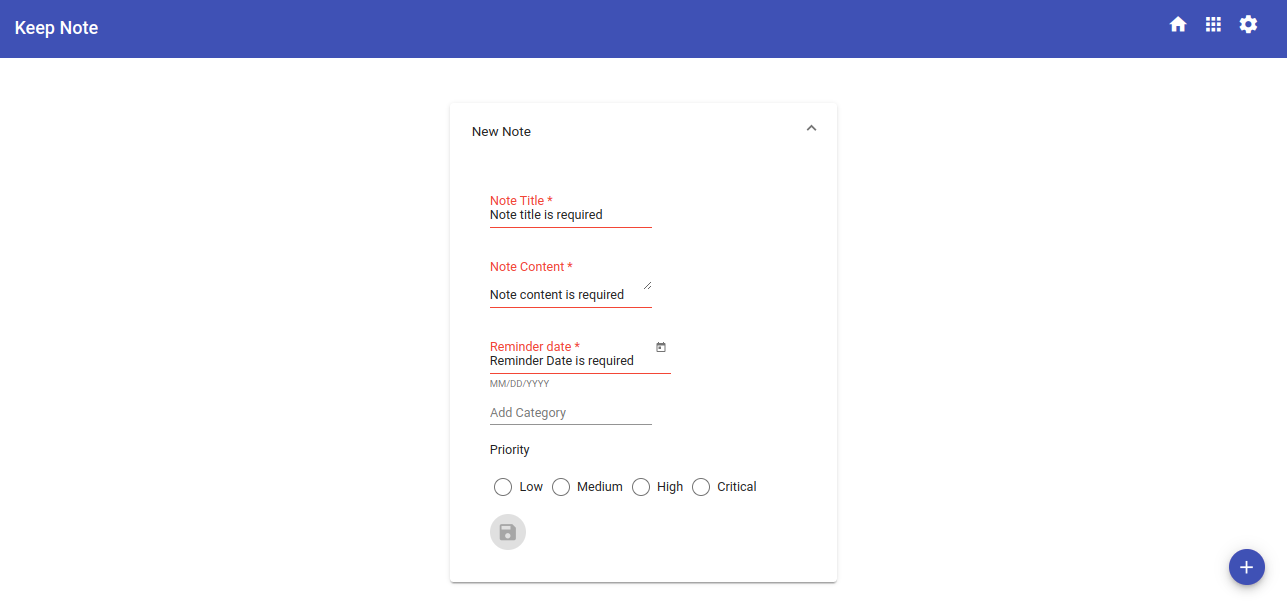 Keep Note
New Note
Note Title *
Note title is required
Note Content *
Note content is required
Reminder date *
Reminder Date is required
MM/DD/YYYY
Add Category
Priority
Low Medium High Critical